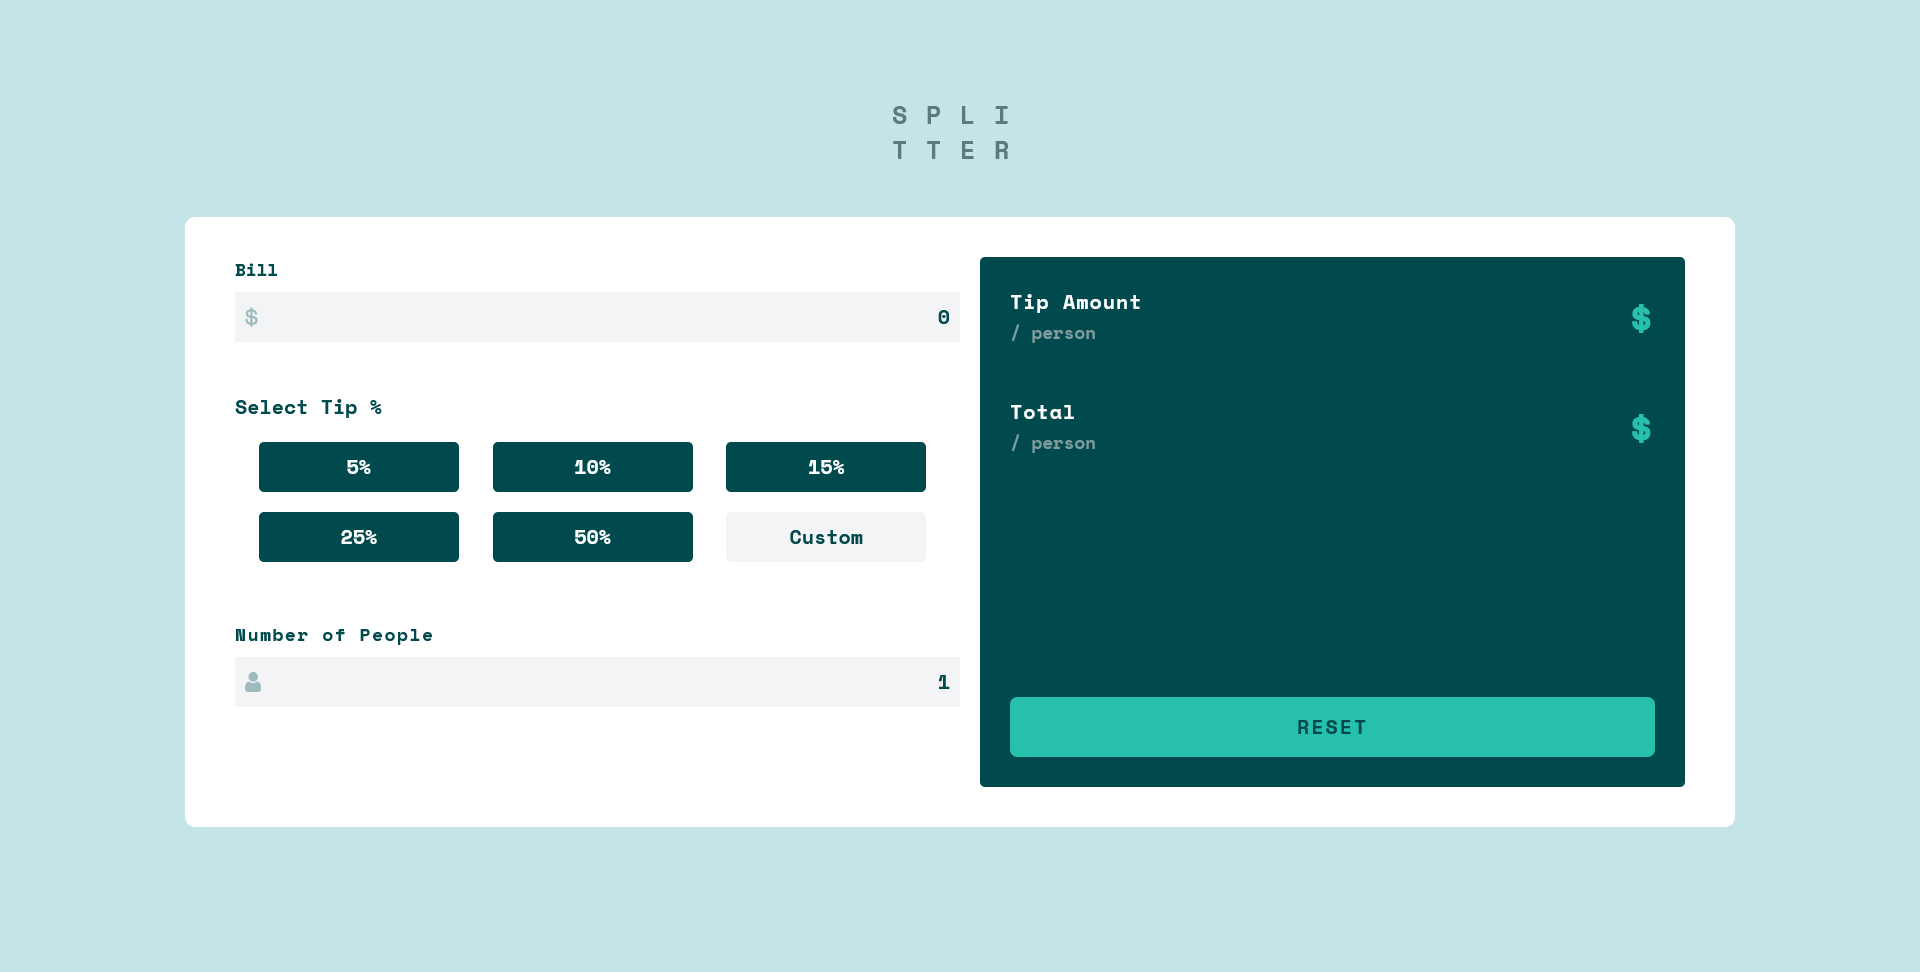 S P L I
T T E R
Bill
$ 0
Select Tip %
5% 10% 15%
25% 50% Custom
Number of People
1
Tip Amount
/ person
$
Total
/ person
$
RESET